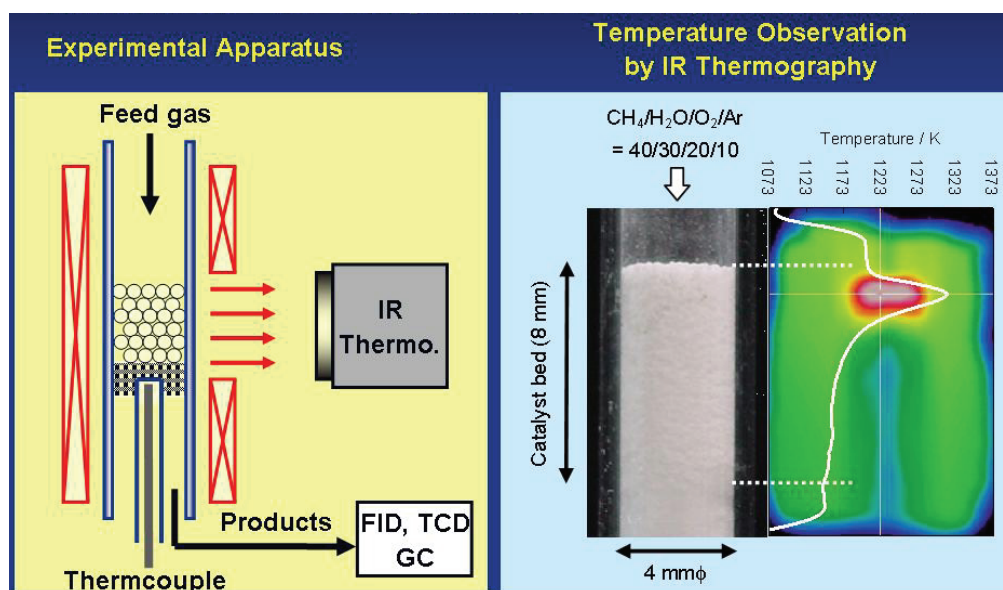 Experimental Apparatus
Feed gas
IR
Thermo.
Products
FID, TCD
GC
Thermcouple
Temperature Observation
by IR Thermography
CH₄/H₂O/O₂/Ar
= 40/30/20/10
Temperature / K
1073
1123
1173
1223
1273
1323
1373
Catalyst bed (8 mm)
4 mmϕ